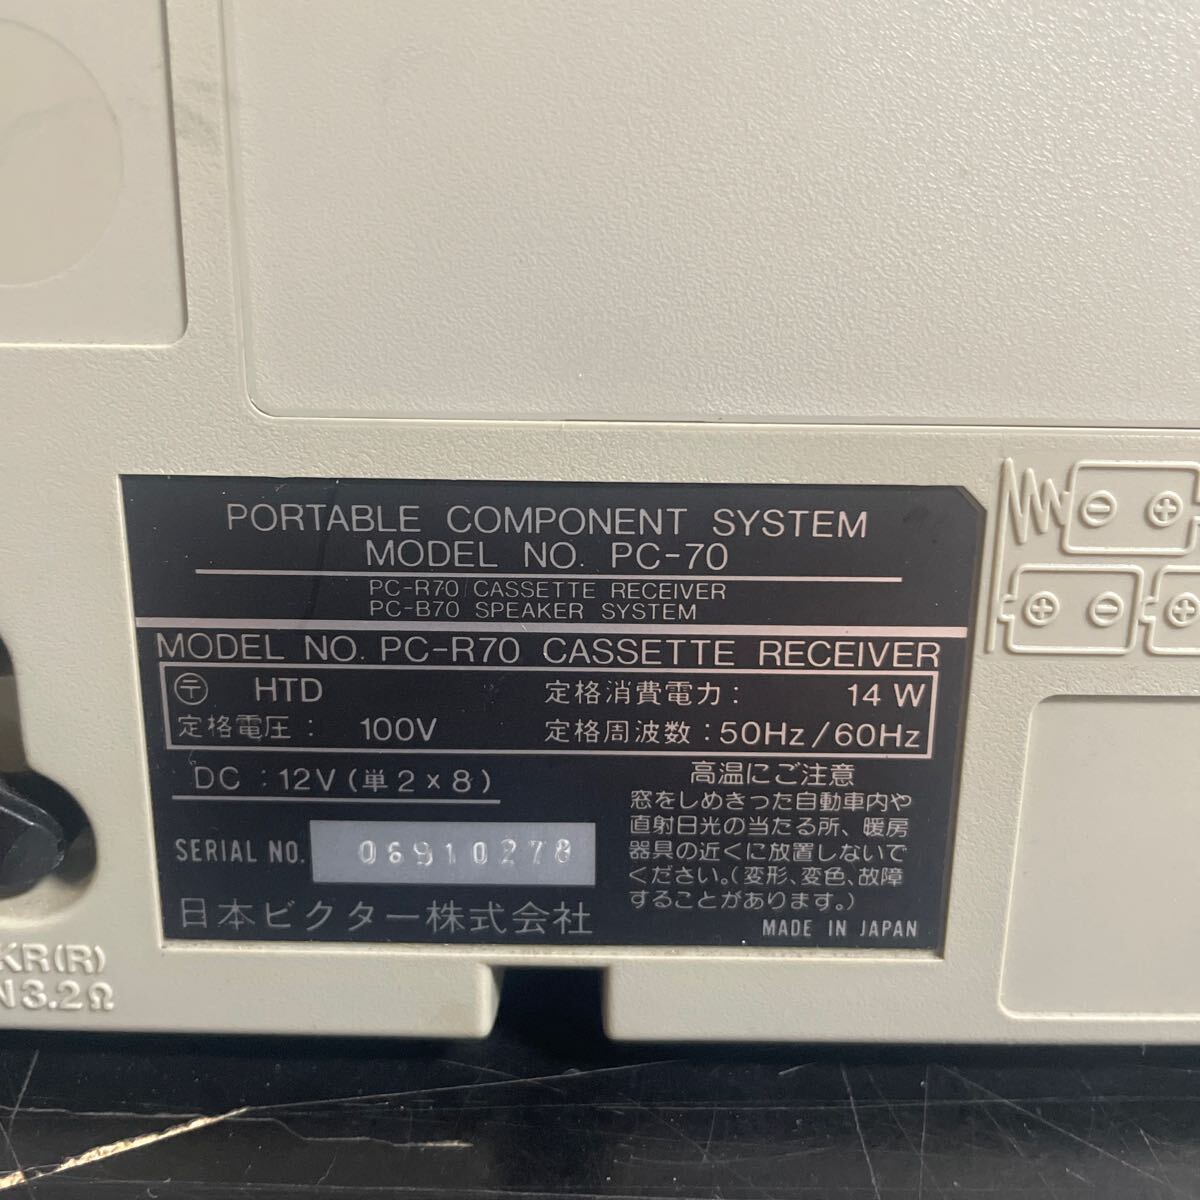 PORTABLE COMPONENT SYSTEM
MODEL NO. PC-70
PC-R70 CASSETTE RECEIVER
PC-B70 SPEAKER SYSTEM
MODEL NO. PC-R70 CASSETTE RECEIVER
〒 HTD 定格消費電力: 14W
定格電圧: 100V 定格周波数: 50Hz/60Hz
DC: 12V(単2×8)
高温にご注意
窓をしめきった自動車内や
直射日光の当たる所、暖房
器具の近くに放置しないで
ください。(変形、変色、故障
することがあります。)
SERIAL NO. 06910278
日本ビクター株式会社
MADE IN JAPAN
KR(R)
N3.2Ω
⊖ ⊕
⊕ ⊖ ⊕